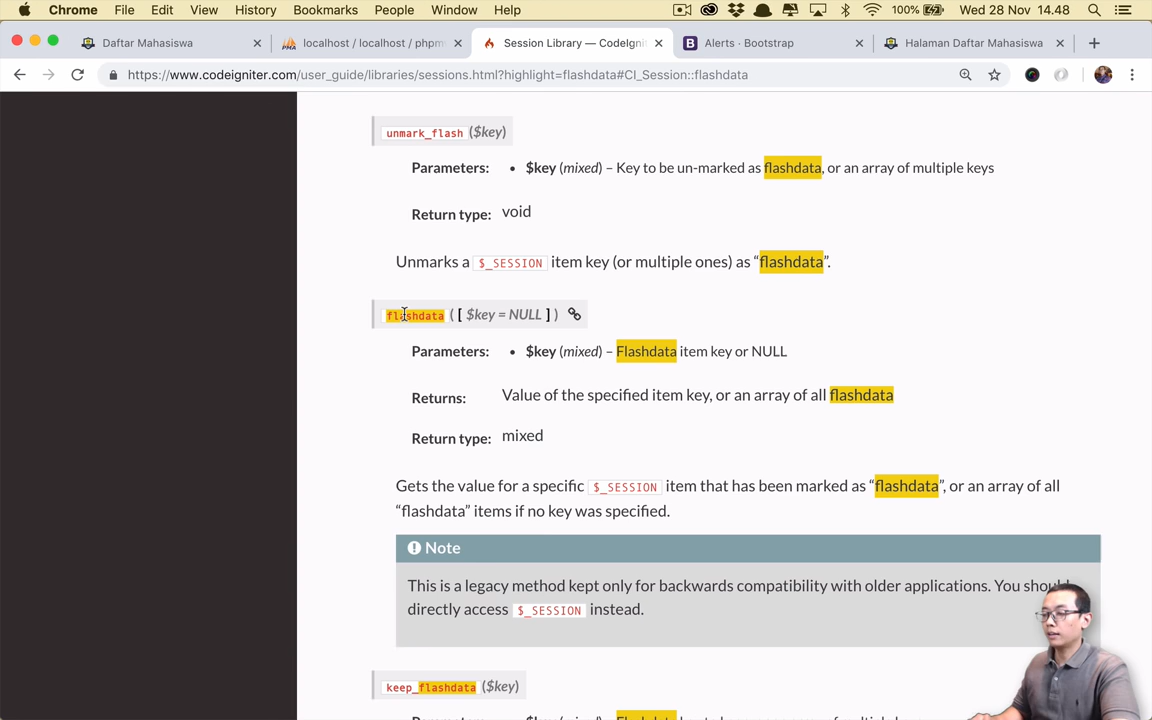 Chrome File Edit View History Bookmarks People Window Help 100% Wed 28 Nov 14.48
Daftar Mahasiswa localhost / localhost / phpm Session Library — CodeIgnit Alerts · Bootstrap Halaman Daftar Mahasiswa
https://www.codeigniter.com/user_guide/libraries/sessions.html?highlight=flashdata#CI_Session::flashdata
unmark_flash ($key)
Parameters: • $key (mixed) – Key to be un-marked as flashdata, or an array of multiple keys
Return type: void
Unmarks a $_SESSION item key (or multiple ones) as “flashdata”.
flashdata ( [ $key = NULL ] )
Parameters: • $key (mixed) – Flashdata item key or NULL
Returns: Value of the specified item key, or an array of all flashdata
Return type: mixed
Gets the value for a specific $_SESSION item that has been marked as “flashdata”, or an array of all
“flashdata” items if no key was specified.
Note
This is a legacy method kept only for backwards compatibility with older applications. You should
directly access $_SESSION instead.
keep_flashdata ($key)